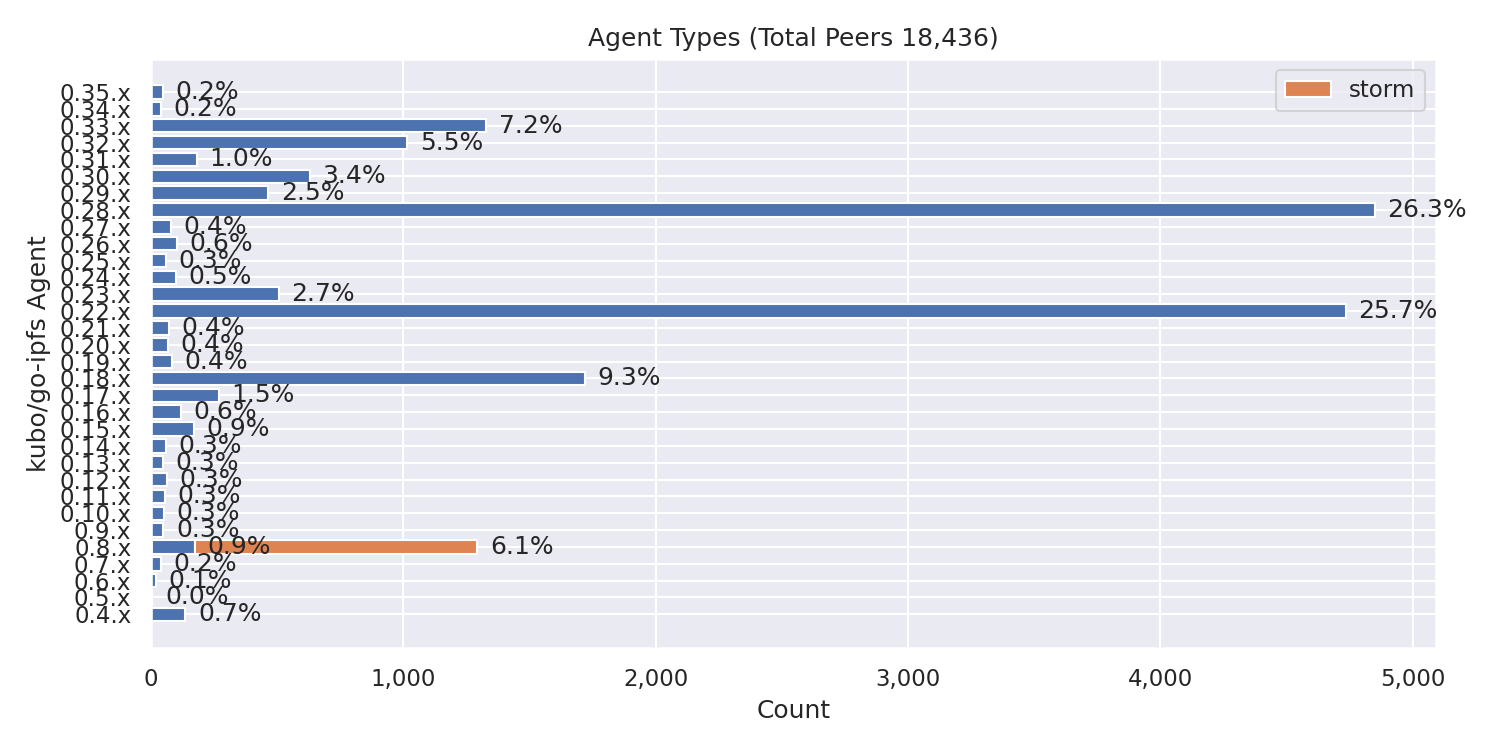 Agent Types (Total Peers 18,436)
storm
kubo/go-ipfs Agent
0.35.x 0.2%
0.34.x 0.2%
0.33.x 7.2%
0.32.x 5.5%
0.31.x 1.0%
0.30.x 3.4%
0.29.x 2.5%
0.28.x 26.3%
0.27.x 0.4%
0.26.x 0.6%
0.25.x 0.3%
0.24.x 0.5%
0.23.x 2.7%
0.22.x 25.7%
0.21.x 0.4%
0.20.x 0.4%
0.19.x 0.4%
0.18.x 9.3%
0.17.x 1.5%
0.16.x 0.6%
0.15.x 0.9%
0.14.x 0.3%
0.13.x 0.3%
0.12.x 0.3%
0.11.x 0.3%
0.10.x 0.3%
0.9.x 0.3%
0.8.x 0.9% 6.1%
0.7.x 0.2%
0.6.x 0.1%
0.5.x 0.0%
0.4.x 0.7%
0 1,000 2,000 3,000 4,000 5,000
Count